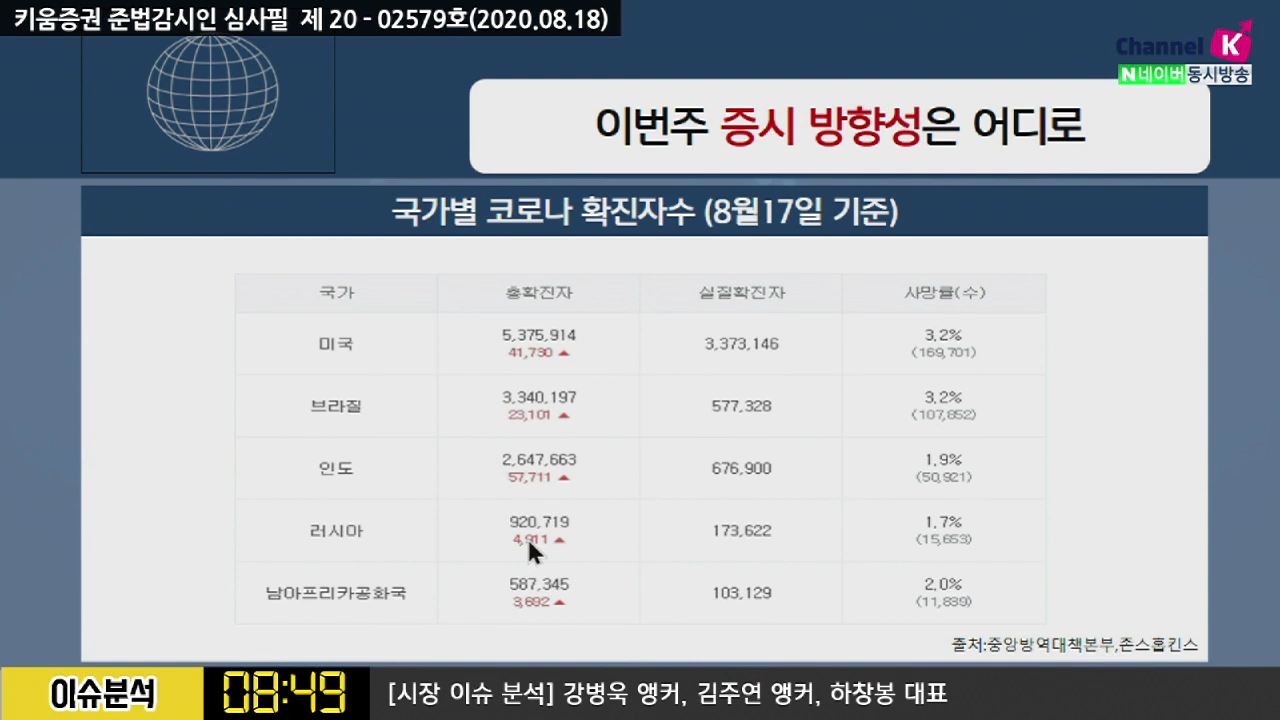 키움증권 준법감시인 심사필 제 20 - 02579호(2020.08.18)
Channel K
N 네이버 동시방송
이번주 증시 방향성은 어디로
국가별 코로나 확진자수 (8월17일 기준)
국가 총확진자 실질확진자 사망률(수)
미국 5,375,914 3,373,146 3.2%
41,730 ▲ (169,701)
브라질 3,340,197 577,328 3.2%
23,101 ▲ (107,852)
인도 2,647,663 676,900 1.9%
57,711 ▲ (50,921)
러시아 920,719 173,622 1.7%
4,911 ▲ (15,653)
남아프리카공화국 587,345 103,129 2.0%
3,692 ▲ (11,839)
출처:중앙방역대책본부,존스홉킨스
이슈분석 08:49 [시장 이슈 분석] 강병욱 앵커, 김주연 앵커, 하창봉 대표